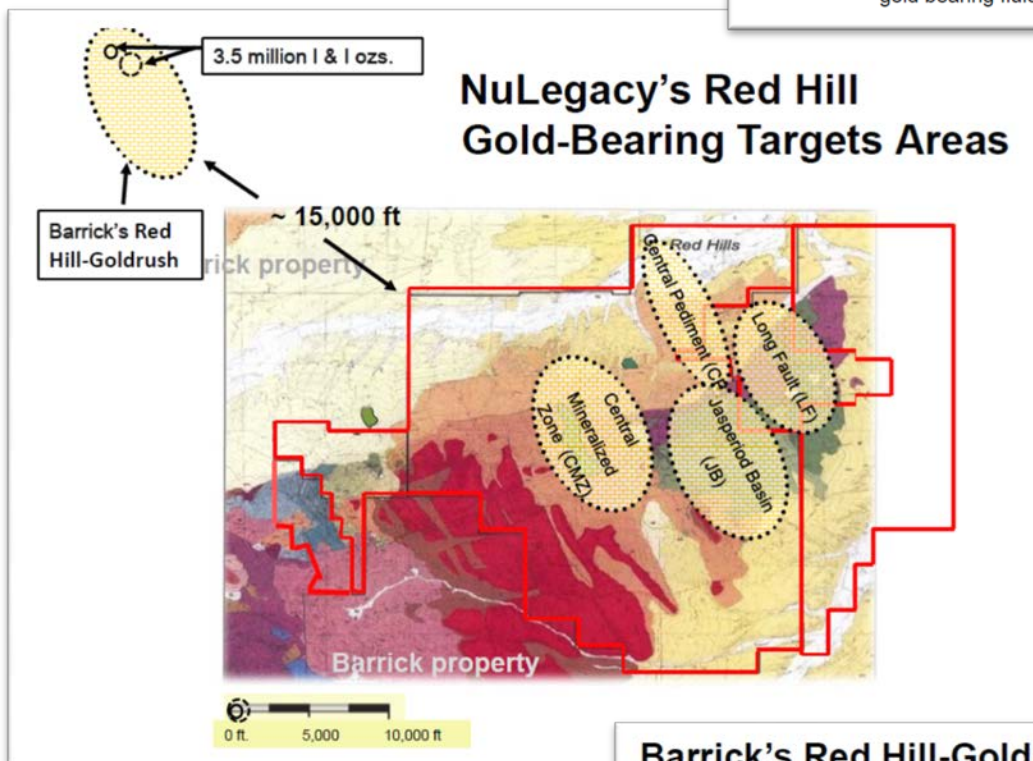 gold bearing fluid
3.5 million I & I ozs.
NuLegacy's Red Hill
Gold-Bearing Targets Areas
~ 15,000 ft
Barrick's Red
Hill-Goldrush
rick property
Red Hills
Central Pediment (CP
Long Fault (LF)
Central
Mineralized
Zone (CMZ)
Jasperiod Basin
(JB)
Barrick property
0 ft.
5,000
10,000 ft
Barrick's Red Hill-Gold